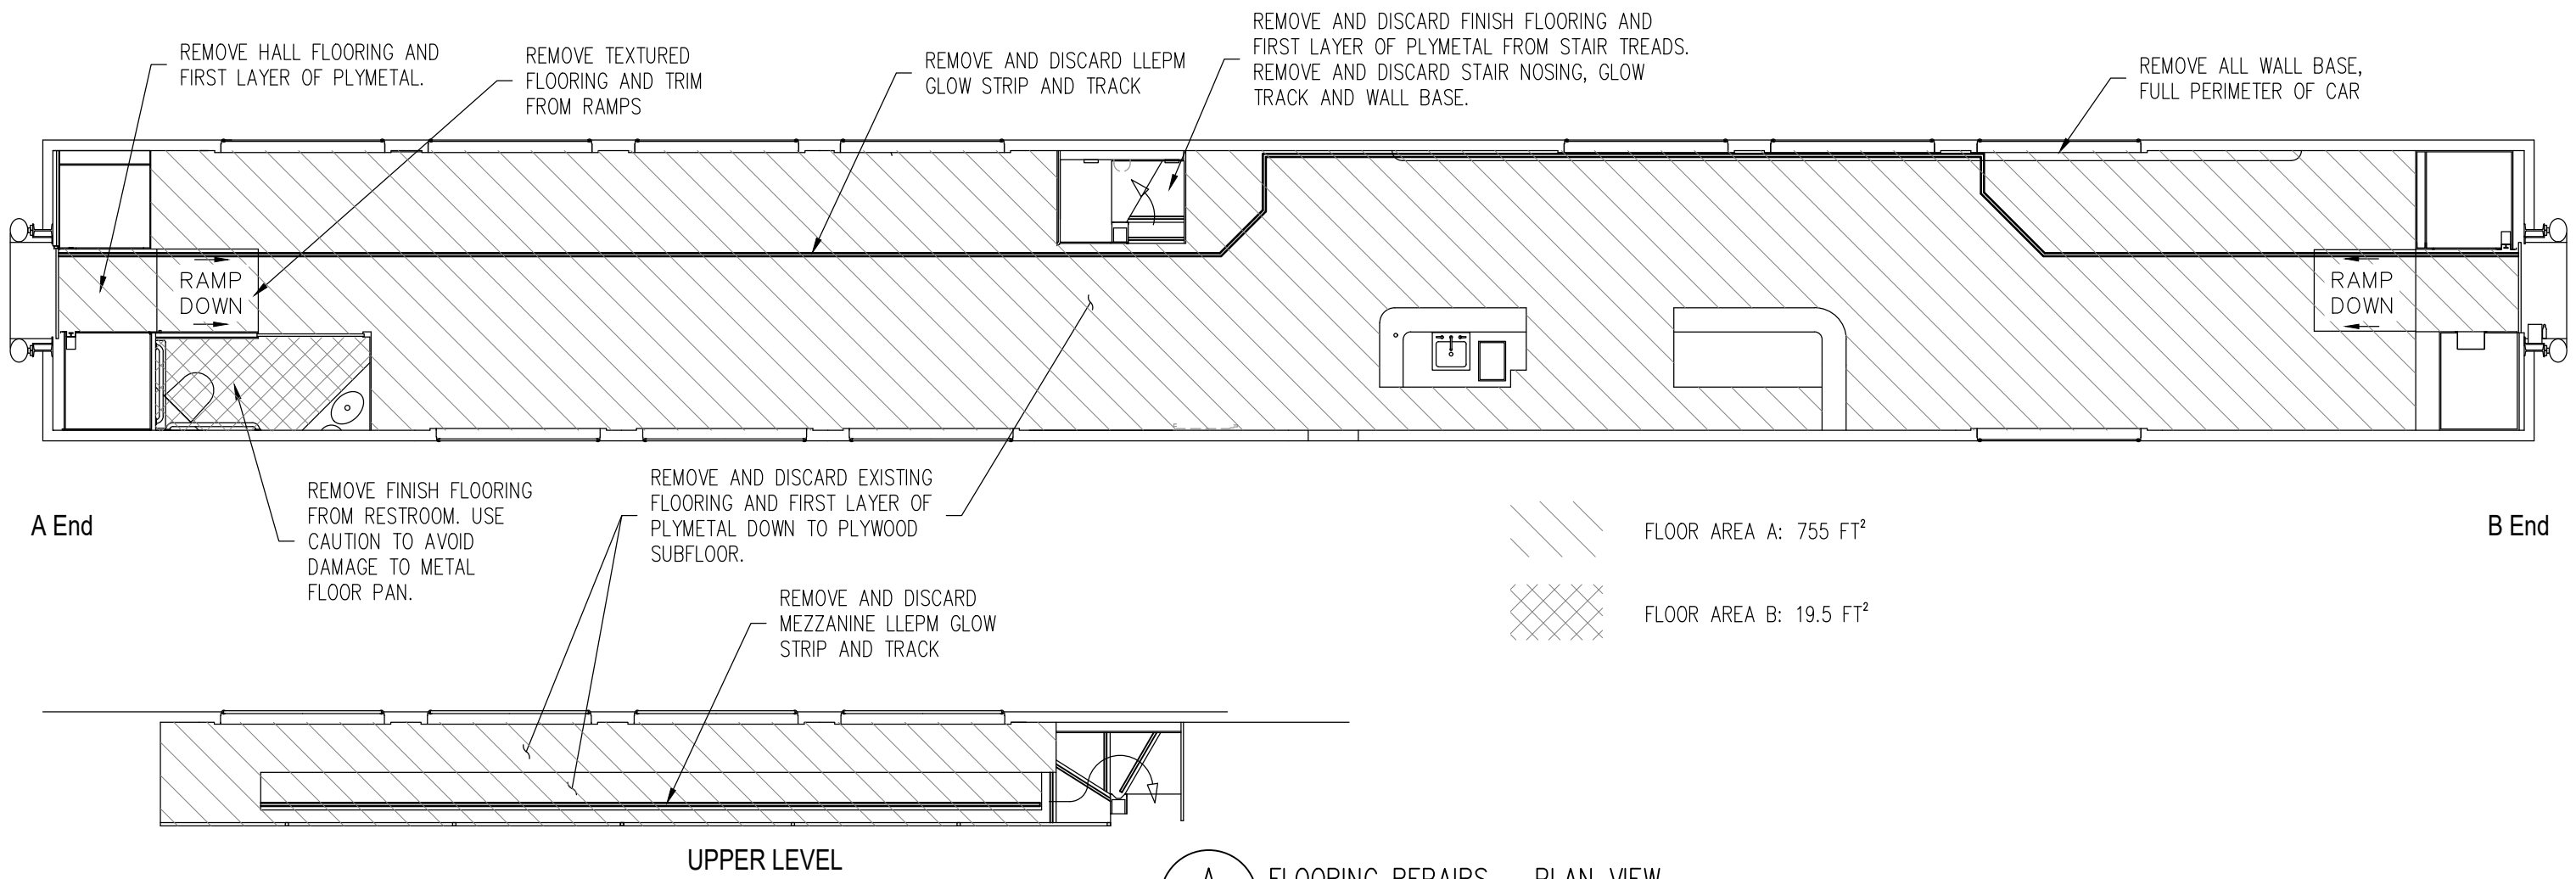 REMOVE HALL FLOORING AND
FIRST LAYER OF PLYMETAL.
REMOVE TEXTURED
FLOORING AND TRIM
FROM RAMPS
REMOVE AND DISCARD LLEPM
GLOW STRIP AND TRACK
REMOVE AND DISCARD FINISH FLOORING AND
FIRST LAYER OF PLYMETAL FROM STAIR TREADS.
REMOVE AND DISCARD STAIR NOSING, GLOW
TRACK AND WALL BASE.
REMOVE ALL WALL BASE,
FULL PERIMETER OF CAR
RAMP
DOWN
RAMP
DOWN
A End
REMOVE FINISH FLOORING
FROM RESTROOM. USE
CAUTION TO AVOID
DAMAGE TO METAL
FLOOR PAN.
REMOVE AND DISCARD EXISTING
FLOORING AND FIRST LAYER OF
PLYMETAL DOWN TO PLYWOOD
SUBFLOOR.
FLOOR AREA A: 755 FT²
FLOOR AREA B: 19.5 FT²
B End
REMOVE AND DISCARD
MEZZANINE LLEPM GLOW
STRIP AND TRACK
UPPER LEVEL
A FLOORING REPAIRS - PLAN VIEW